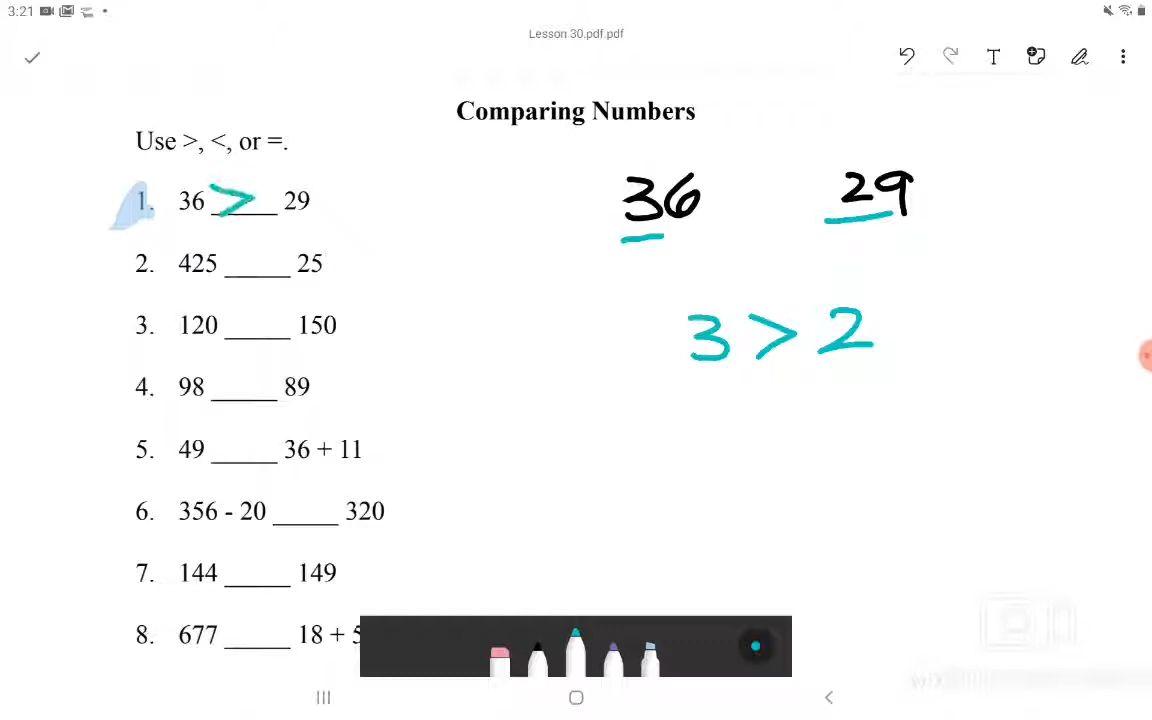 3:21
Lesson 30.pdf.pdf
Comparing Numbers
Use >, <, or =.
1. 36 > 29
36 29
2. 425 _____ 25
3. 120 _____ 150
3 > 2
4. 98 _____ 89
5. 49 _____ 36 + 11
6. 356 - 20 _____ 320
7. 144 _____ 149
8. 677 _____ 18 + 5